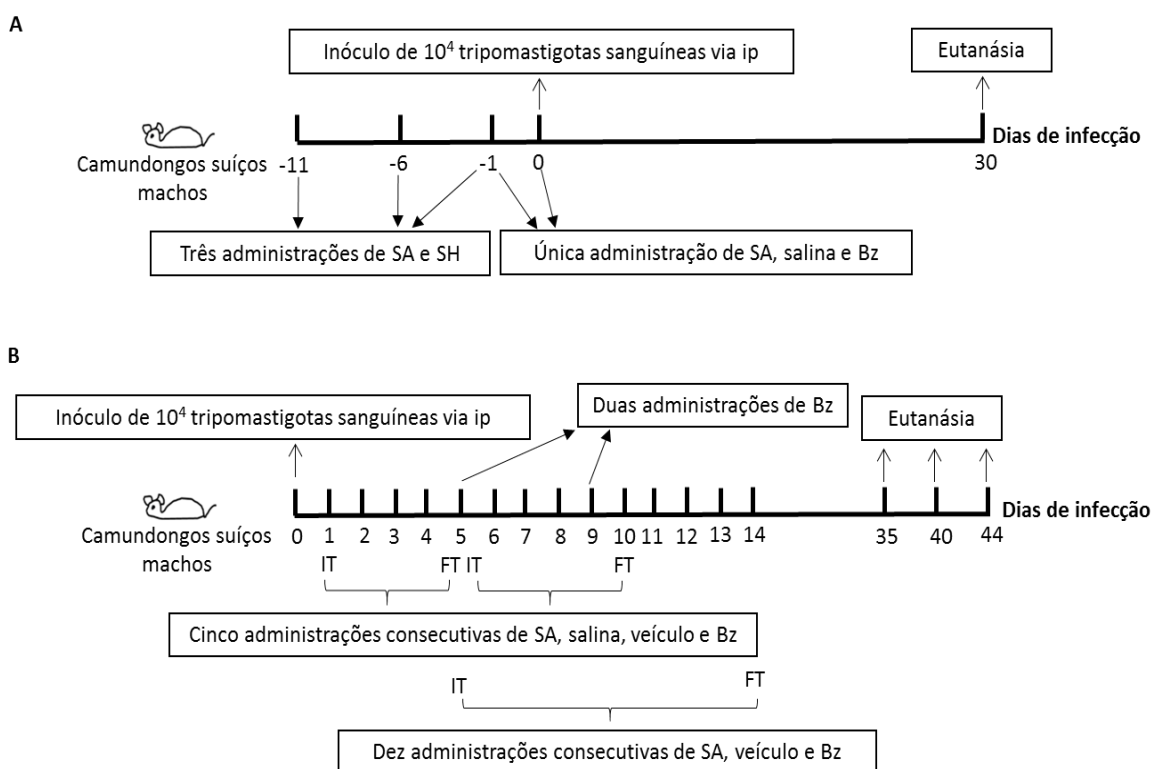 A
Inóculo de 10⁴ tripomastigotas sanguíneas via ip
Eutanásia
Dias de infecção
Camundongos suíços
machos
-11
-6
-1
0
30
Três administrações de SA e SH
Única administração de SA, salina e Bz
B
Duas administrações de Bz
Inóculo de 10⁴ tripomastigotas sanguíneas via ip
Eutanásia
Dias de infecção
Camundongos suíços
machos
0 1 2 3 4 5 6 7 8 9 10 11 12 13 14 35 40 44
IT FT IT FT
Cinco administrações consecutivas de SA, salina, veículo e Bz
IT FT
Dez administrações consecutivas de SA, veículo e Bz